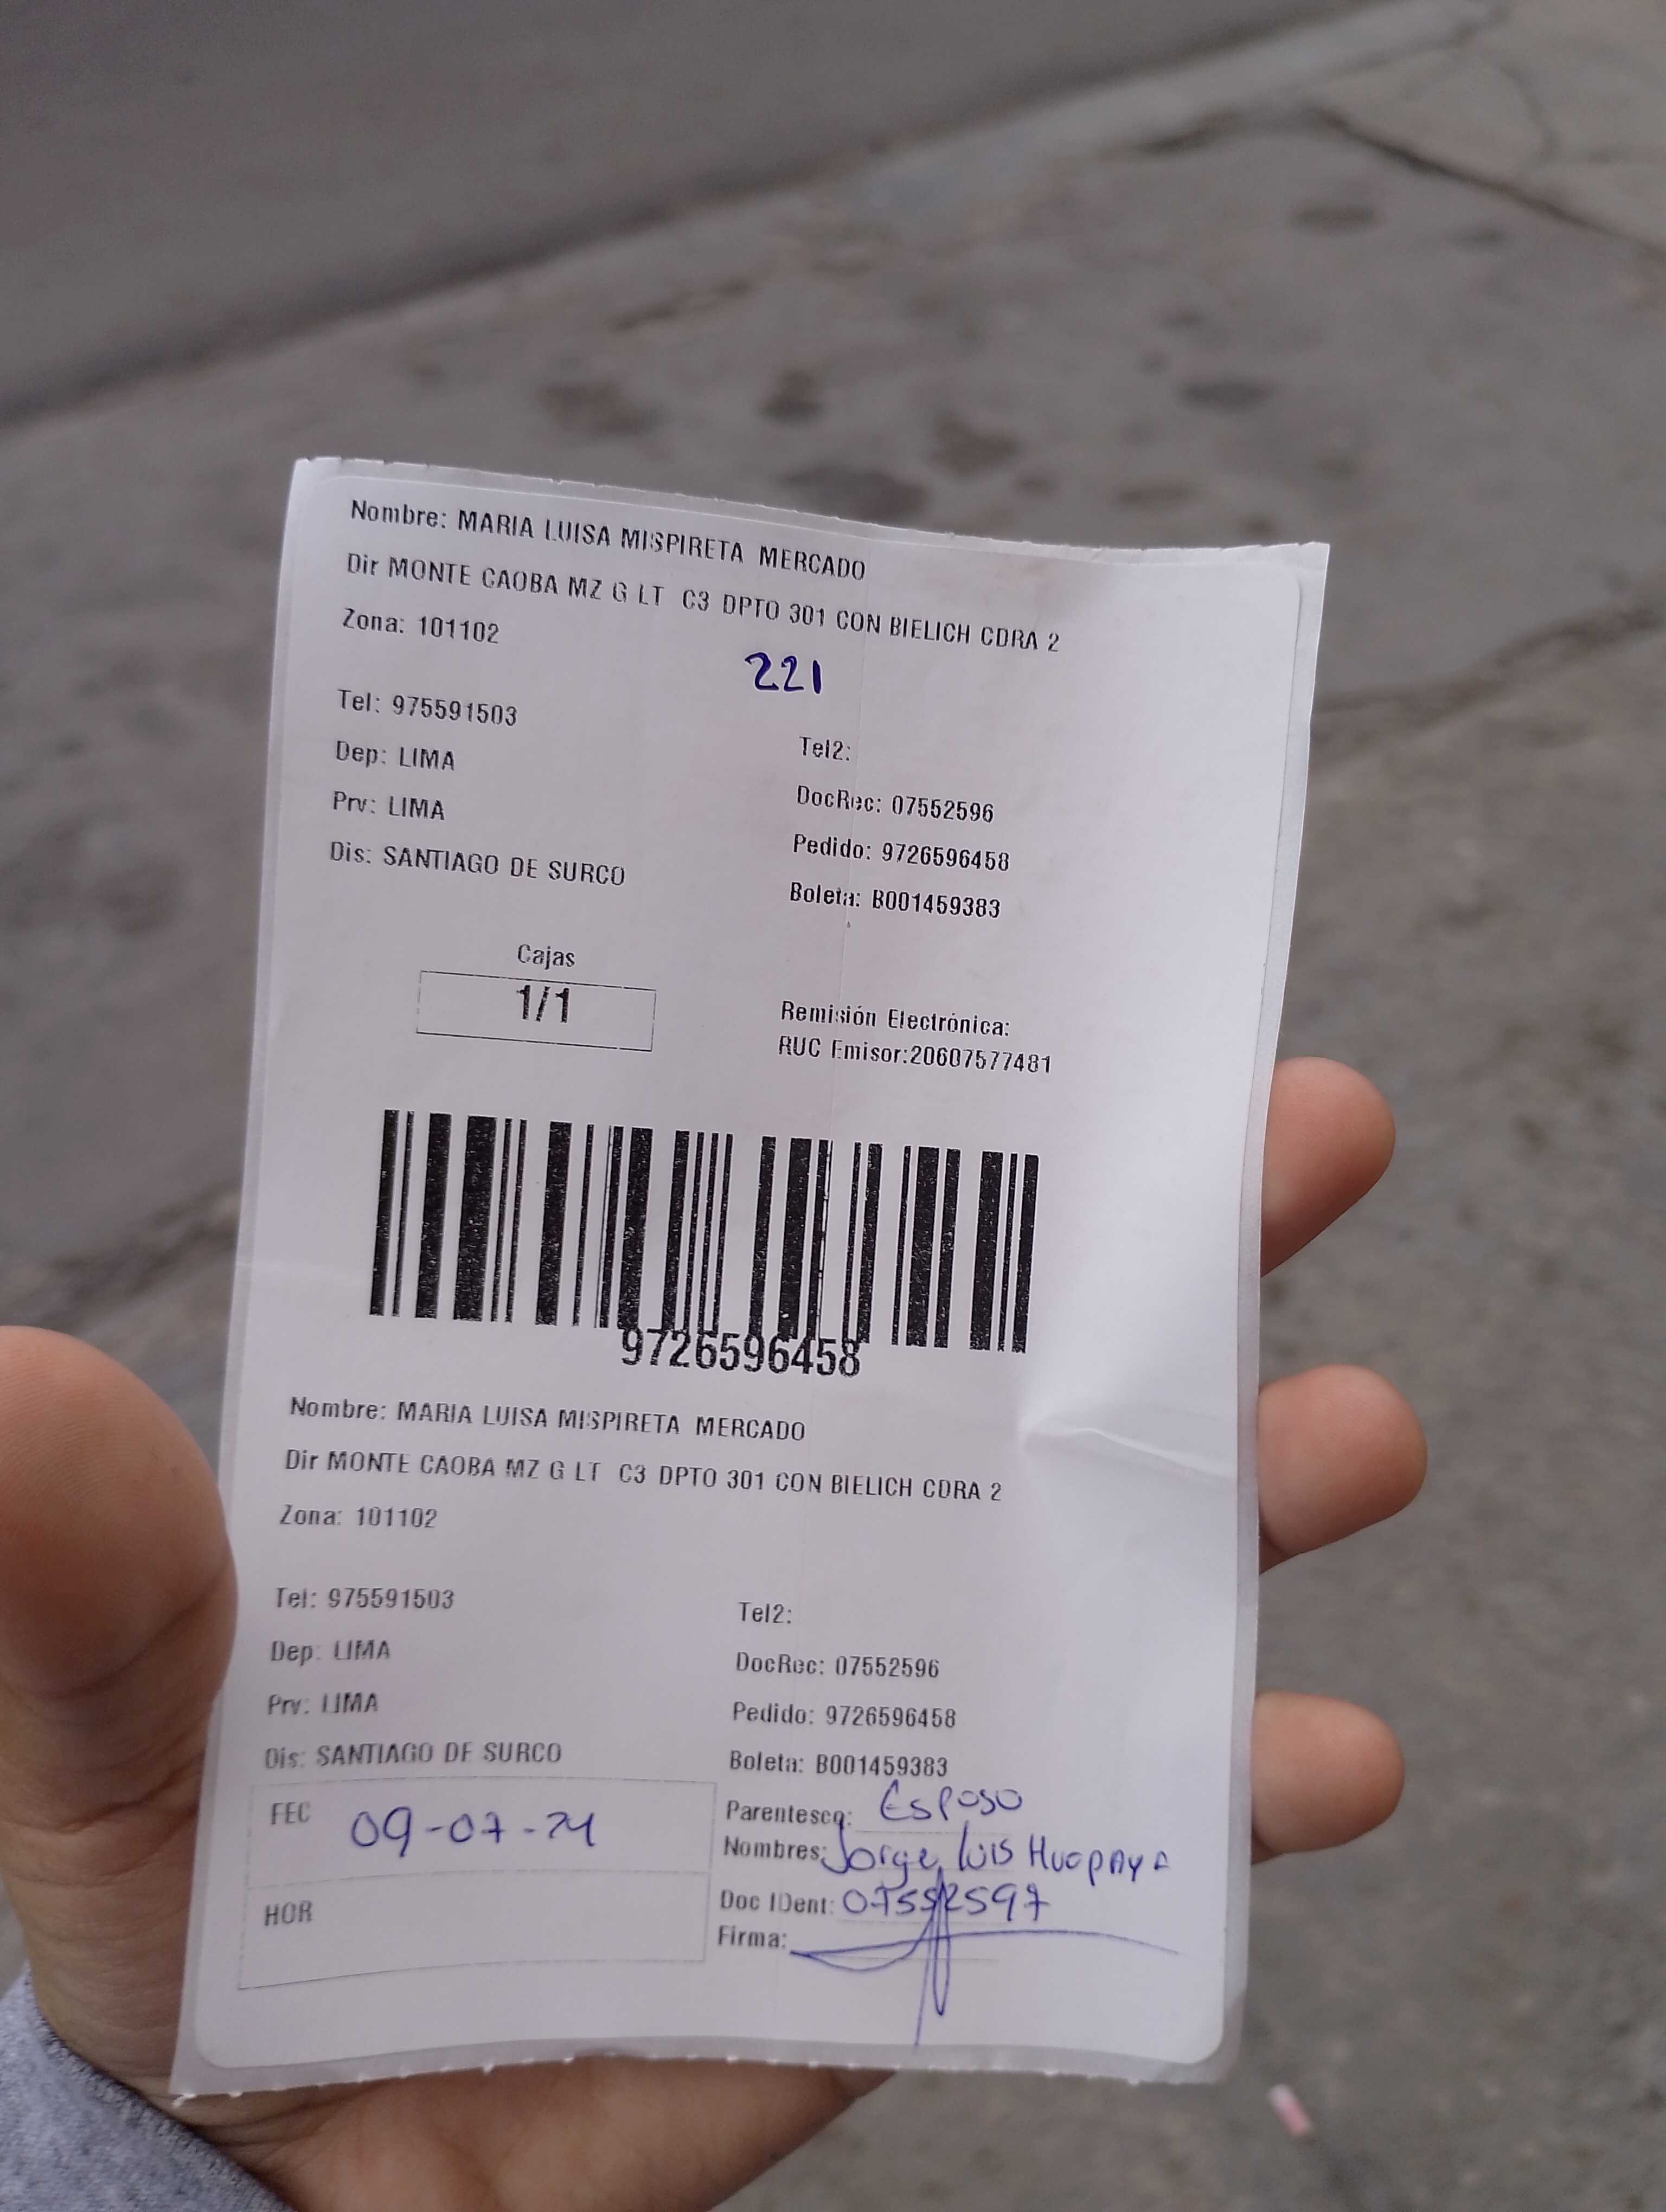 Nombre: MARIA LUISA MISPIRETA MERCADO
Dir MONTE CAOBA MZ G LT C3 DPTO 301 CON BIELICH CDRA 2
Zona: 101102
221
Tel: 975591503
Tel2:
Dep: LIMA
DocRec: 07552596
Prv: LIMA
Pedido: 9726596458
Dis: SANTIAGO DE SURCO
Boleta: B001459383
Cajas
1/1
Remisión Electrónica:
RUC Emisor:20607577481
9726596458
Nombre: MARIA LUISA MISPIRETA MERCADO
Dir MONTE CAOBA MZ G LT C3 DPTO 301 CON BIELICH CDRA 2
Zona: 101102
Tel: 975591503
Tel2:
Dep: LIMA
DocRec: 07552596
Prv: LIMA
Pedido: 9726596458
Dis: SANTIAGO DE SURCO
Boleta: B001459383
FEC 09-07-24
Parentesco: Esposo
Nombres: Jorge Luis Huapaya
HOR
Doc IDent: 07552597
Firma: